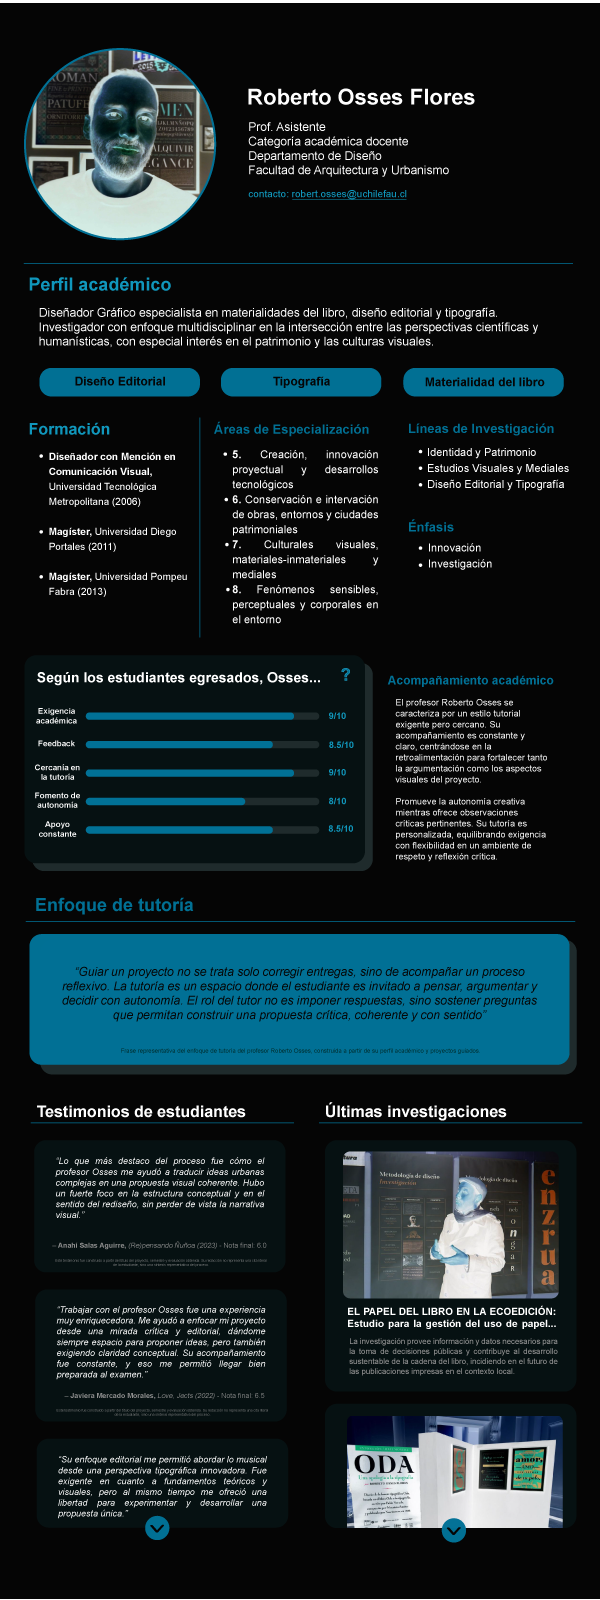 ROMAN
PATUFE
MEN
ALQUIVIR
EGANCE
Roberto Osses Flores
Prof. Asistente
Categoría académica docente
Departamento de Diseño
Facultad de Arquitectura y Urbanismo
contacto: robert.osses@uchilefau.cl
Perfil académico
Diseñador Gráfico especialista en materialidades del libro, diseño editorial y tipografía.
Investigador con enfoque multidisciplinar en la intersección entre las perspectivas científicas y
humanísticas, con especial interés en el patrimonio y las culturas visuales.
Diseño Editorial
Tipografía
Materialidad del libro
Formación
• Diseñador con Mención en
Comunicación Visual,
Universidad Tecnológica
Metropolitana (2006)
• Magíster, Universidad Diego
Portales (2011)
• Magíster, Universidad Pompeu
Fabra (2013)
Áreas de Especialización
• 5. Creación, innovación
proyectual y desarrollos
tecnológicos
• 6. Conservación e intervación
de obras, entornos y ciudades
patrimoniales
• 7. Culturales visuales,
materiales-inmateriales y
mediales
• 8. Fenómenos sensibles,
perceptuales y corporales en
el entorno
Líneas de Investigación
• Identidad y Patrimonio
• Estudios Visuales y Mediales
• Diseño Editorial y Tipografía
Énfasis
• Innovación
• Investigación
Según los estudiantes egresados, Osses...
?
Exigencia
académica
9/10
Feedback
8.5/10
Cercanía en
la tutoría
9/10
Fomento de
autonomía
8/10
Apoyo
constante
8.5/10
Acompañamiento académico
El profesor Roberto Osses se
caracteriza por un estilo tutorial
exigente pero cercano. Su
acompañamiento es constante y
claro, centrándose en la
retroalimentación para fortalecer tanto
la argumentación como los aspectos
visuales del proyecto.
Promueve la autonomía creativa
mientras ofrece observaciones
críticas pertinentes. Su tutoría es
personalizada, equilibrando exigencia
con flexibilidad en un ambiente de
respeto y reflexión crítica.
Enfoque de tutoría
“Guiar un proyecto no se trata solo corregir entregas, sino de acompañar un proceso
reflexivo. La tutoría es un espacio donde el estudiante es invitado a pensar, argumentar y
decidir con autonomía. El rol del tutor no es imponer respuestas, sino sostener preguntas
que permitan construir una propuesta crítica, coherente y con sentido”
Frase representativa del enfoque de tutoría del profesor Roberto Osses, construida a partir de su perfil académico y proyectos guiados.
Testimonios de estudiantes
“Lo que más destaco del proceso fue cómo el
profesor Osses me ayudó a traducir ideas urbanas
complejas en una propuesta visual coherente. Hubo
un fuerte foco en la estructura conceptual y en el
sentido del rediseño, sin perder de vista la narrativa
visual.”
– Anahí Salas Aguirre, (Re)pensando Ñuñoa (2023) - Nota final: 6.0
“Trabajar con el profesor Osses fue una experiencia
muy enriquecedora. Me ayudó a enfocar mi proyecto
desde una mirada crítica y editorial, dándome
siempre espacio para proponer ideas, pero también
exigiendo claridad conceptual. Su acompañamiento
fue constante, y eso me permitió llegar bien
preparada al examen.”
– Javiera Mercado Morales, Love, Jects (2022) - Nota final: 6.5
“Su enfoque editorial me permitió abordar lo musical
desde una perspectiva tipográfica innovadora. Fue
exigente en cuanto a fundamentos teóricos y
visuales, pero al mismo tiempo me ofreció una
libertad para experimentar y desarrollar una
propuesta única.”
Últimas investigaciones
Metodología de diseño
Investigación
enzrua
EL PAPEL DEL LIBRO EN LA ECOEDICIÓN:
Estudio para la gestión del uso de papel...
La investigación provee información y datos necesarios para
la toma de decisiones públicas y contribuye al desarrollo
sustentable de la cadena del libro, incidiendo en el futuro de
las publicaciones impresas en el contexto local.
ODA
amor,